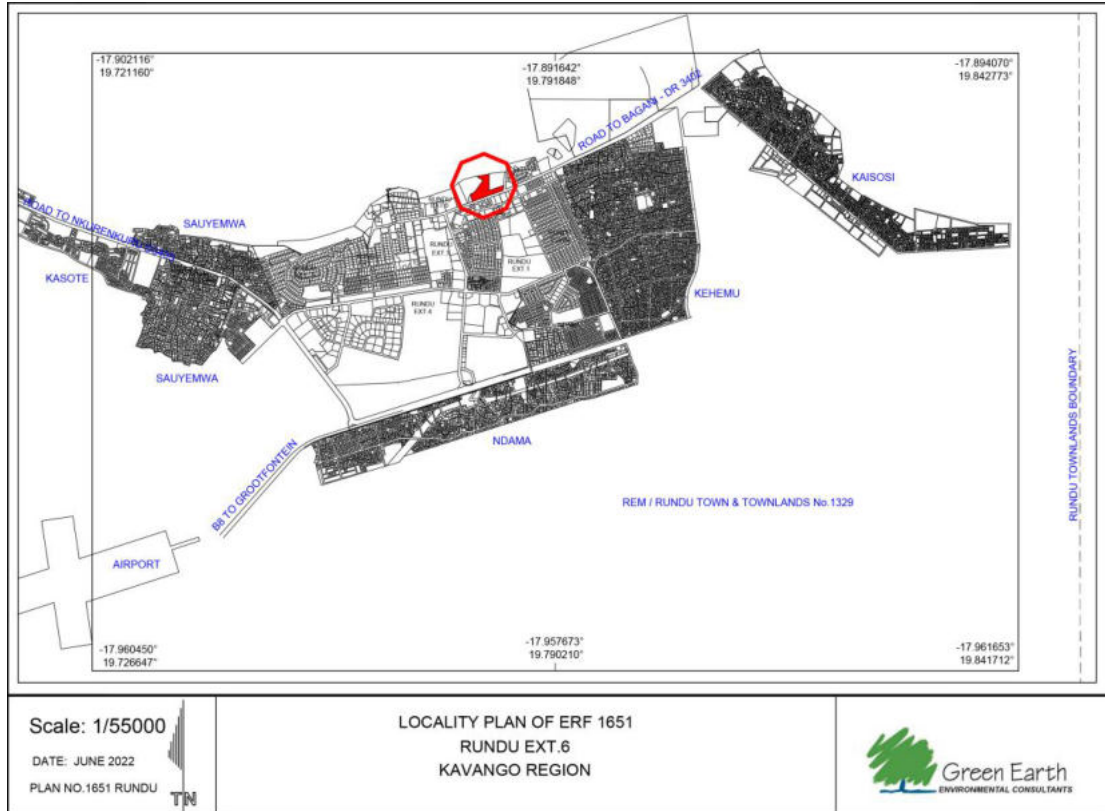 -17.902116°
19.721160°
-17.891642°
19.791848°
-17.894070°
19.842773°
ROAD TO BAGANI - DR 3402
KAISOSI
SAUYEMWA
ROAD TO NKURENKURU
KASOTE
RUNDU
EXT.
RUNDU
EXT.1
RUNDU
EXT.4
KEHEMU
SAUYEMWA
NDAMA
B8 TO GROOTFONTEIN
REM / RUNDU TOWN & TOWNLANDS No.1329
RUNDU TOWNLANDS BOUNDARY
AIRPORT
-17.960450°
19.726647°
-17.957673°
19.790210°
-17.961653°
19.841712°
Scale: 1/55000
DATE: JUNE 2022
PLAN NO.1651 RUNDU
TN
LOCALITY PLAN OF ERF 1651
RUNDU EXT.6
KAVANGO REGION
Green Earth
ENVIRONMENTAL CONSULTANTS